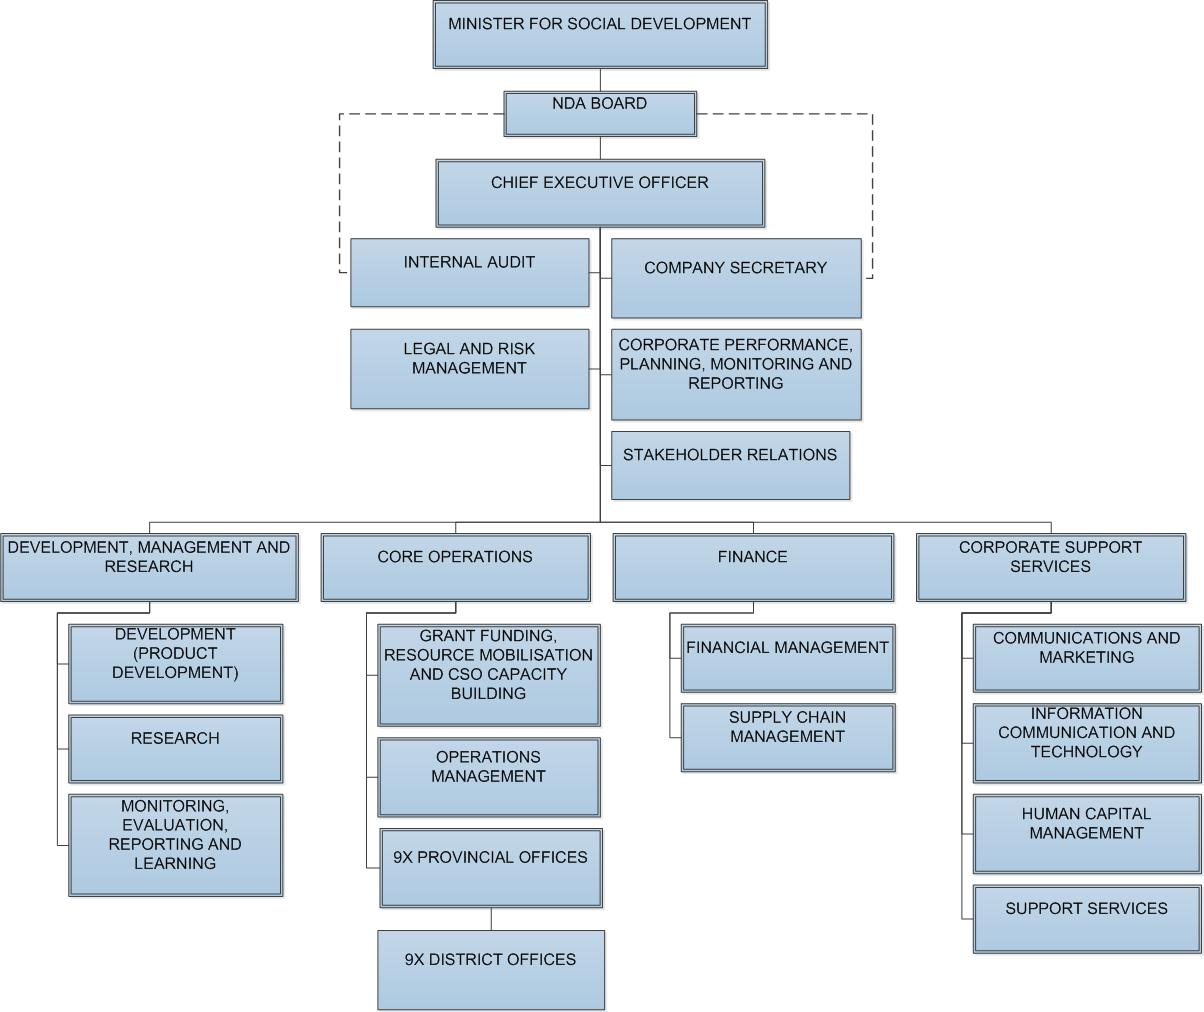 MINISTER FOR SOCIAL DEVELOPMENT
NDA BOARD
CHIEF EXECUTIVE OFFICER
INTERNAL AUDIT
COMPANY SECRETARY
LEGAL AND RISK
MANAGEMENT
CORPORATE PERFORMANCE,
PLANNING, MONITORING AND
REPORTING
STAKEHOLDER RELATIONS
DEVELOPMENT, MANAGEMENT AND
RESEARCH
DEVELOPMENT
(PRODUCT
DEVELOPMENT)
RESEARCH
MONITORING,
EVALUATION,
REPORTING AND
LEARNING
CORE OPERATIONS
GRANT FUNDING,
RESOURCE MOBILISATION
AND CSO CAPACITY
BUILDING
OPERATIONS
MANAGEMENT
9X PROVINCIAL OFFICES
9X DISTRICT OFFICES
FINANCE
FINANCIAL MANAGEMENT
SUPPLY CHAIN
MANAGEMENT
CORPORATE SUPPORT
SERVICES
COMMUNICATIONS AND
MARKETING
INFORMATION
COMMUNICATION AND
TECHNOLOGY
HUMAN CAPITAL
MANAGEMENT
SUPPORT SERVICES